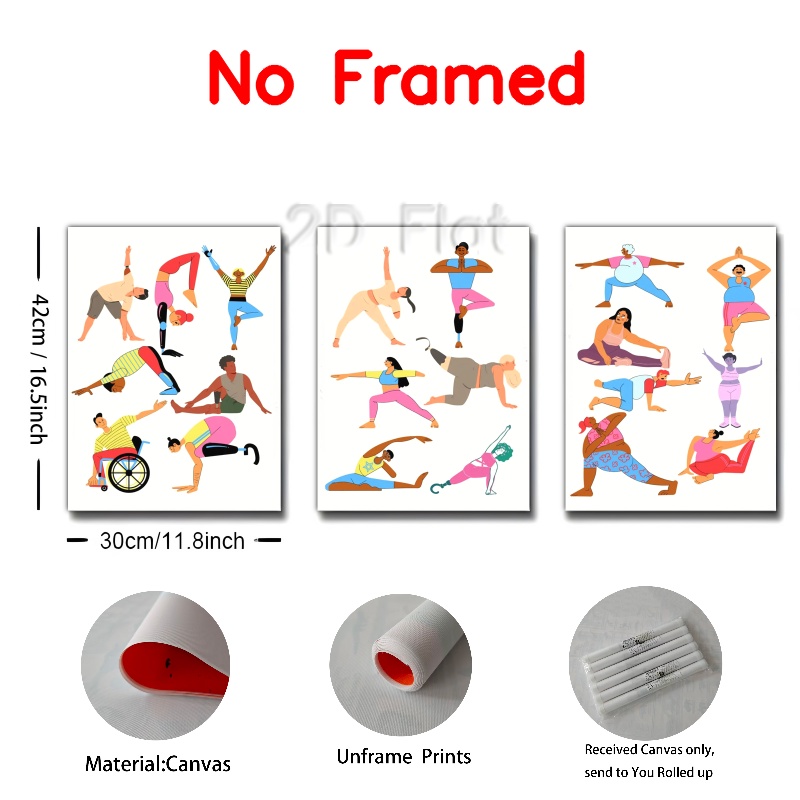 No Framed
2D Flat
42cm / 16.5inch
30cm/11.8inch
Material:Canvas
Unframe Prints
Received Canvas only,
send to You Rolled up